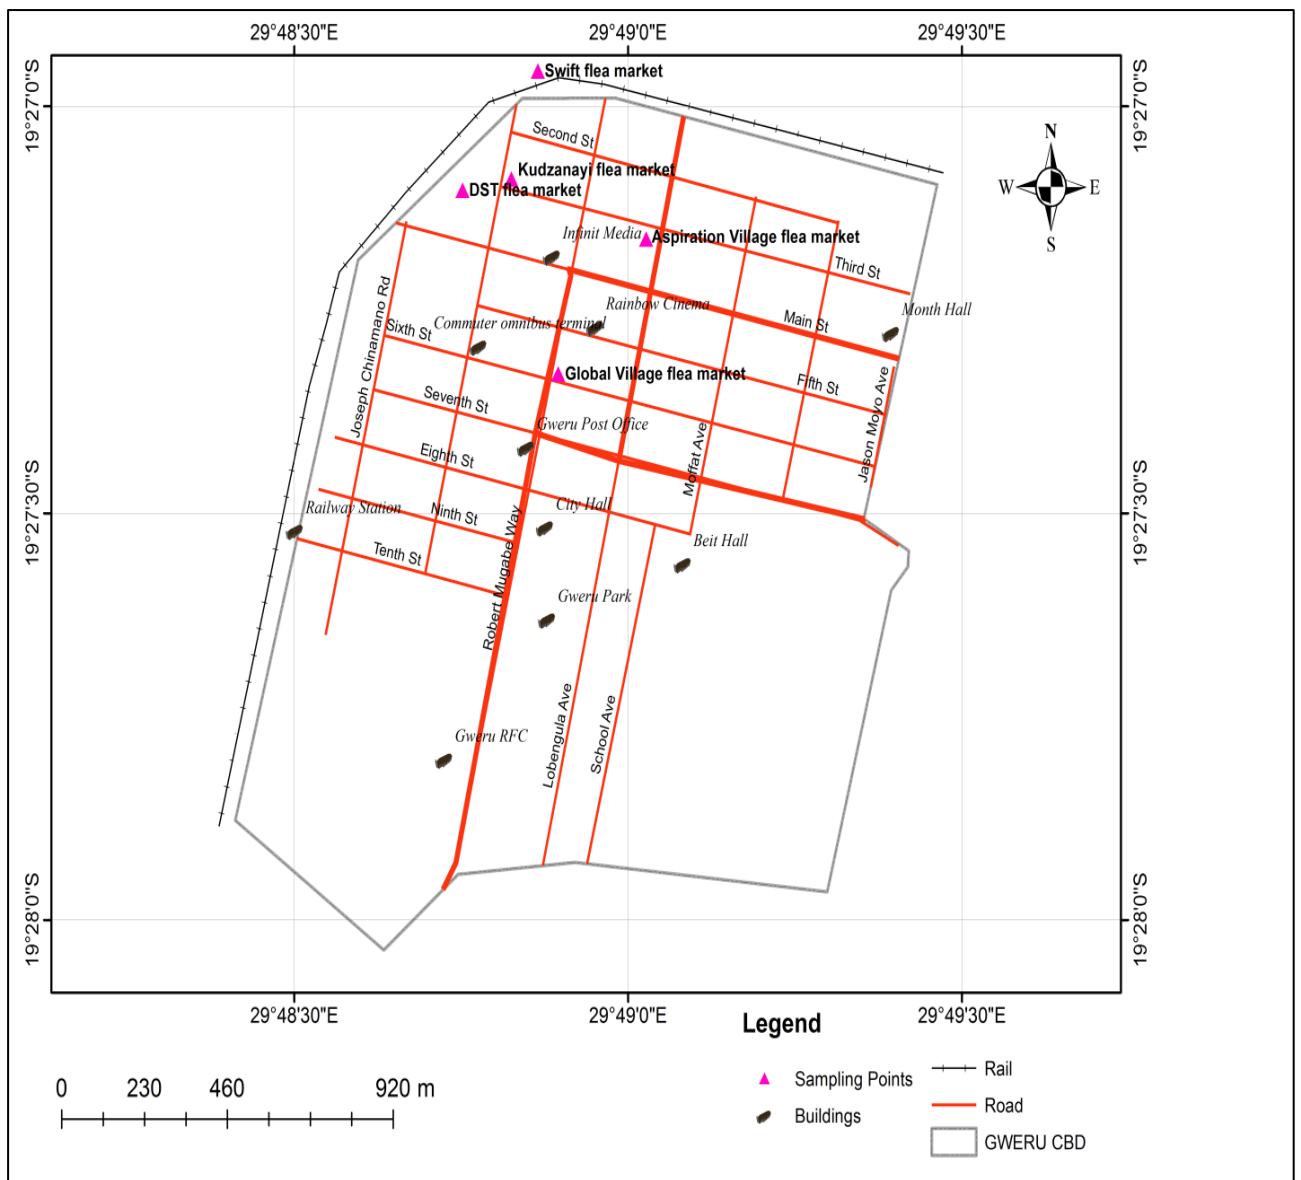 29°48'30"E 29°49'0"E 29°49'30"E
19°27'0"S
19°27'0"S
Swift flea market
Second St
N
Kudzanayi flea market
DST flea market
W E
S
Infinit Media
Aspiration Village flea market
Third St
Joseph Chinamano Rd
Rainbow Cinema
Month Hall
Main St
Commuter omnibus terminal
Sixth St
Global Village flea market
Fifth St
Jason Moyo Ave
Seventh St
Gweru Post Office
Moffat Ave
Eighth St
19°27'30"S
19°27'30"S
Railway Station
Ninth St
City Hall
Robert Mugabe Way
Beit Hall
Tenth St
Gweru Park
Lobengula Ave
School Ave
Gweru RFC
19°28'0"S
19°28'0"S
29°48'30"E 29°49'0"E 29°49'30"E
Legend
0 230 460 920 m
Sampling Points
Buildings
Rail
Road
GWERU CBD